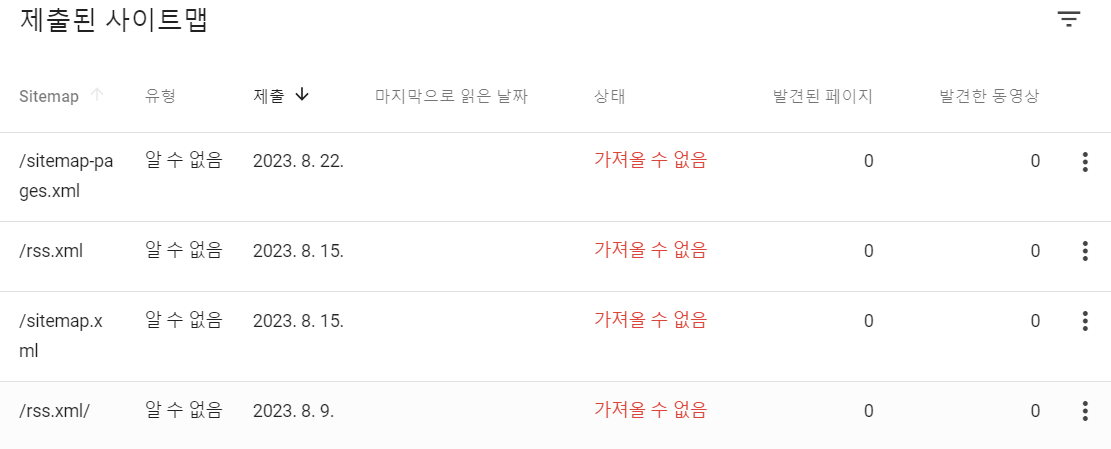 제출된 사이트맵
Sitemap 유형 제출 마지막으로 읽은 날짜 상태 발견된 페이지 발견한 동영상
/sitemap-pa 알 수 없음 2023. 8. 22. 가져올 수 없음 0 0
ges.xml
/rss.xml 알 수 없음 2023. 8. 15. 가져올 수 없음 0 0
/sitemap.x 알 수 없음 2023. 8. 15. 가져올 수 없음 0 0
ml
/rss.xml/ 알 수 없음 2023. 8. 9. 가져올 수 없음 0 0